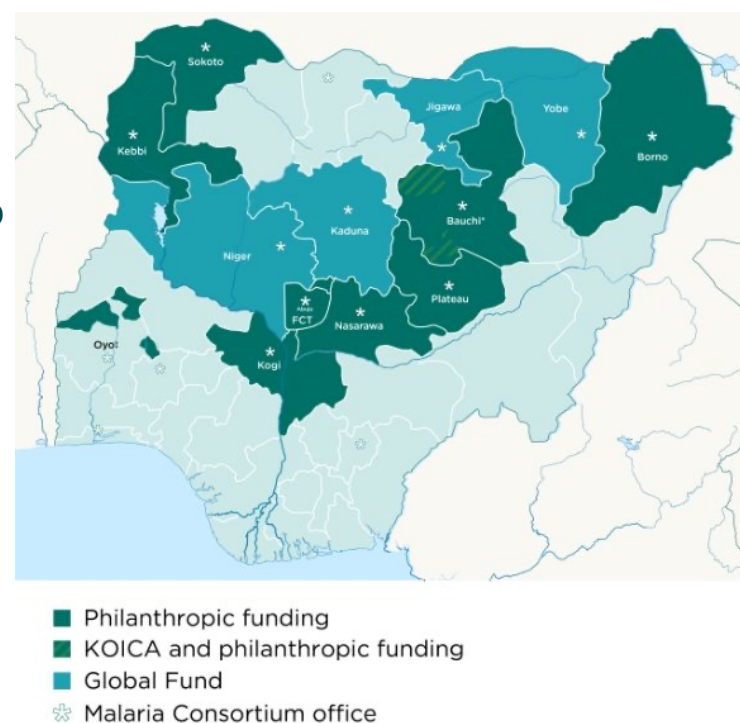 Sokoto
Jigawa
Yobe
Kebbi
Borno
Bauchi*
Kaduna
Niger
Plateau
Abuja
FCT
Nasarawa
Oyo‡
Kogi
Philanthropic funding
KOICA and philanthropic funding
Global Fund
Malaria Consortium office